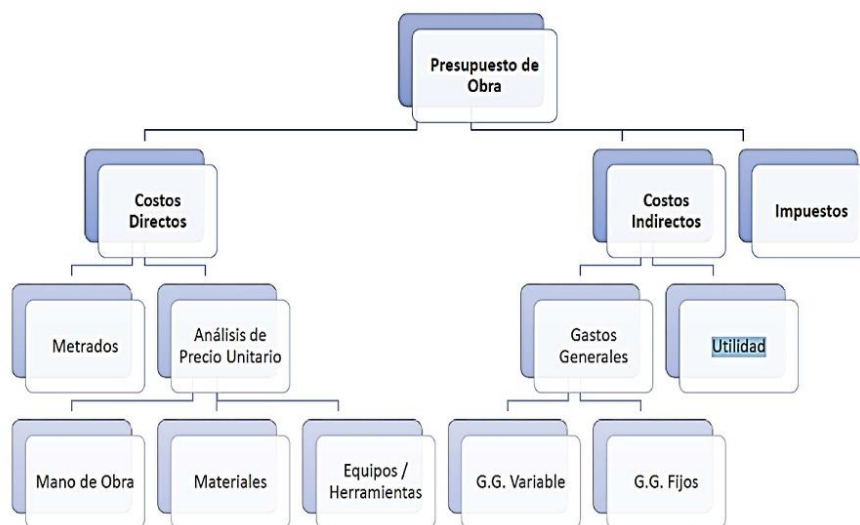 Presupuesto de
Obra
Costos
Directos
Costos
Indirectos
Impuestos
Metrados
Análisis de
Precio Unitario
Gastos
Generales
Utilidad
Mano de Obra
Materiales
Equipos /
Herramientas
G.G. Variable
G.G. Fijos